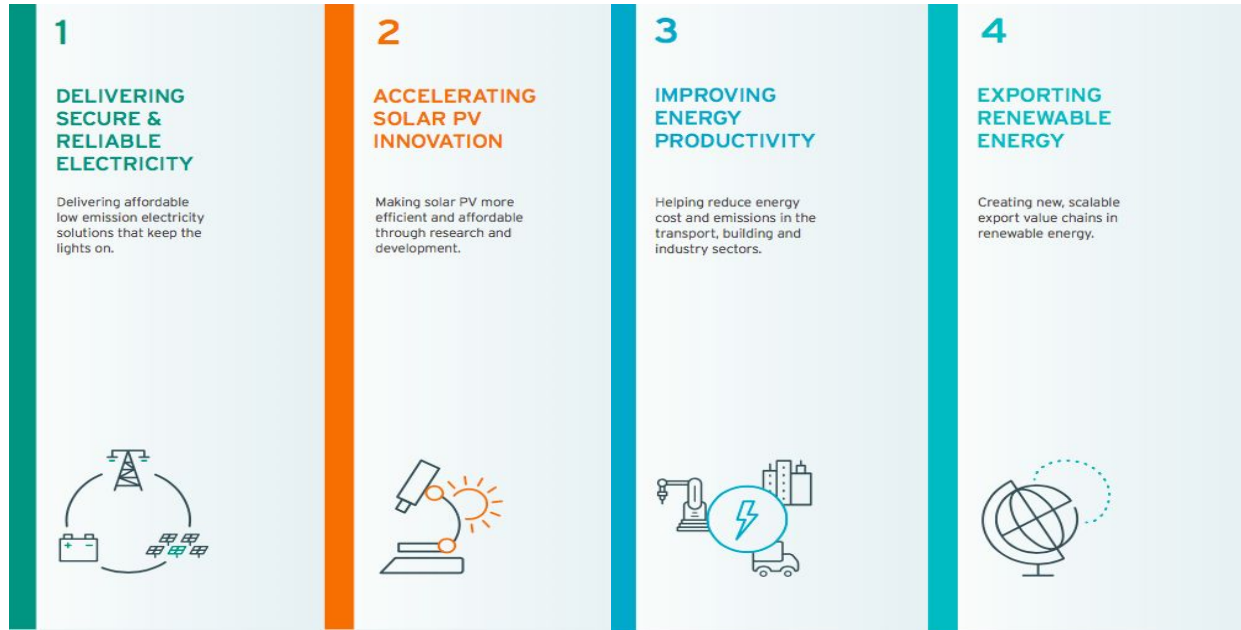 1
DELIVERING
SECURE &
RELIABLE
ELECTRICITY
Delivering affordable
low emission electricity
solutions that keep the
lights on.
2
ACCELERATING
SOLAR PV
INNOVATION
Making solar PV more
efficient and affordable
through research and
development.
3
IMPROVING
ENERGY
PRODUCTIVITY
Helping reduce energy
cost and emissions in the
transport, building and
industry sectors.
4
EXPORTING
RENEWABLE
ENERGY
Creating new, scalable
export value chains in
renewable energy.